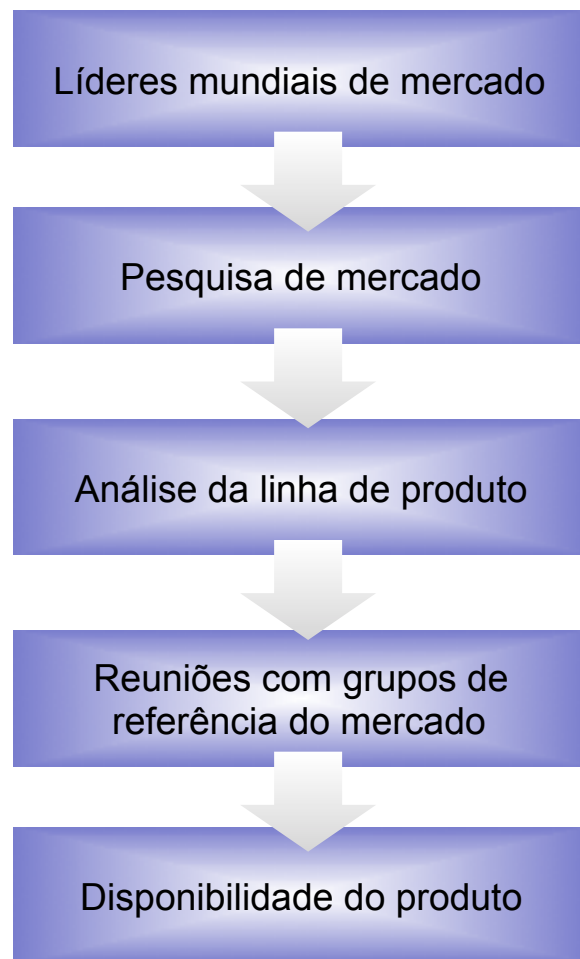 Líderes mundiais de mercado
Pesquisa de mercado
Análise da linha de produto
Reuniões com grupos de
referência do mercado
Disponibilidade do produto